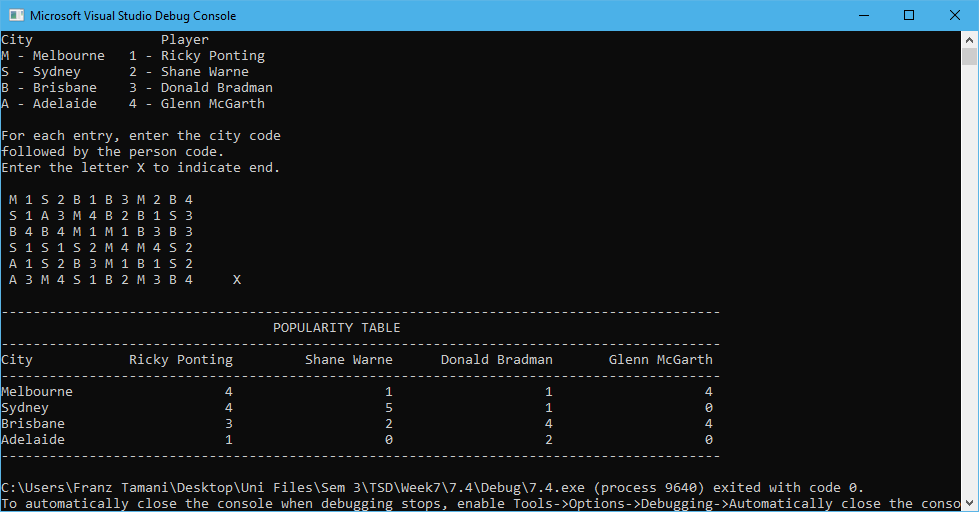 Microsoft Visual Studio Debug Console
City                Player
M - Melbourne   1 - Ricky Ponting
S - Sydney      2 - Shane Warne
B - Brisbane    3 - Donald Bradman
A - Adelaide    4 - Glenn McGarth
For each entry, enter the city code
followed by the person code.
Enter the letter X to indicate end.
M 1 S 2 B 1 B 3 M 2 B 4
S 1 A 3 M 4 B 2 B 1 S 3
B 4 B 4 M 1 M 1 B 3 B 3
S 1 S 1 S 2 M 4 M 4 S 2
A 1 S 2 B 3 M 1 B 1 S 2
A 3 M 4 S 1 B 2 M 3 B 4     X
------------------------------------------------------------------------------------------
POPULARITY TABLE
------------------------------------------------------------------------------------------
City            Ricky Ponting         Shane Warne      Donald Bradman       Glenn McGarth
------------------------------------------------------------------------------------------
Melbourne                   4                   1                   1                   4
Sydney                      4                   5                   1                   0
Brisbane                    3                   2                   4                   4
Adelaide                    1                   0                   2                   0
------------------------------------------------------------------------------------------
C:\Users\Franz Tamani\Desktop\Uni Files\Sem 3\TSD\Week7\7.4\Debug\7.4.exe (process 9640) exited with code 0.
To automatically close the console when debugging stops, enable Tools->Options->Debugging->Automatically close the conso